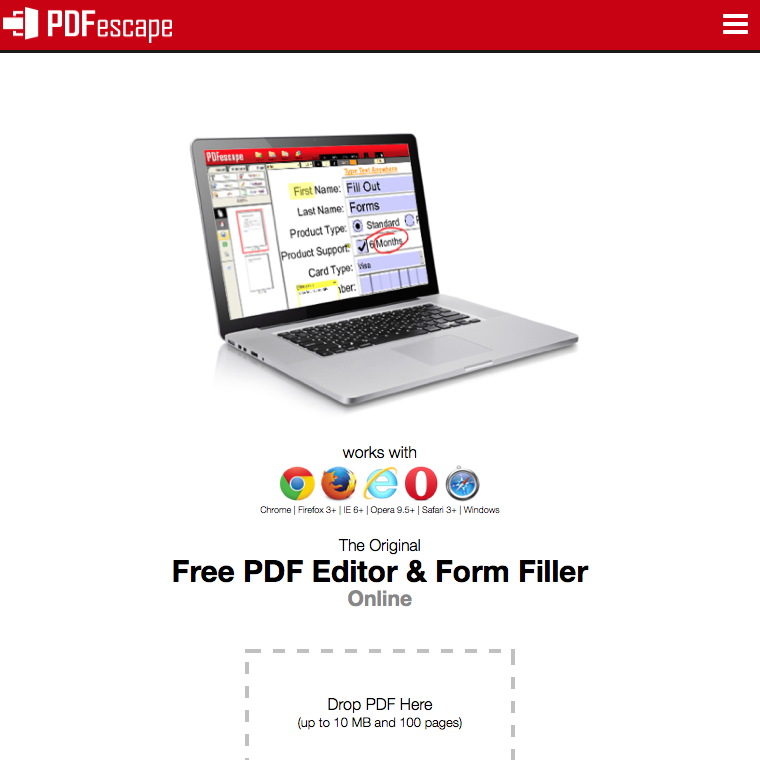 PDFescape
PDFescape
Type Text Anywhere
First Name: Fill Out
Last Name: Forms
Product Type: Standard
Product Support: 6 Months
Card Type: Visa
works with
Chrome | Firefox 3+ | IE 6+ | Opera 9.5+ | Safari 3+ | Windows
The Original
Free PDF Editor & Form Filler
Online
Drop PDF Here
(up to 10 MB and 100 pages)